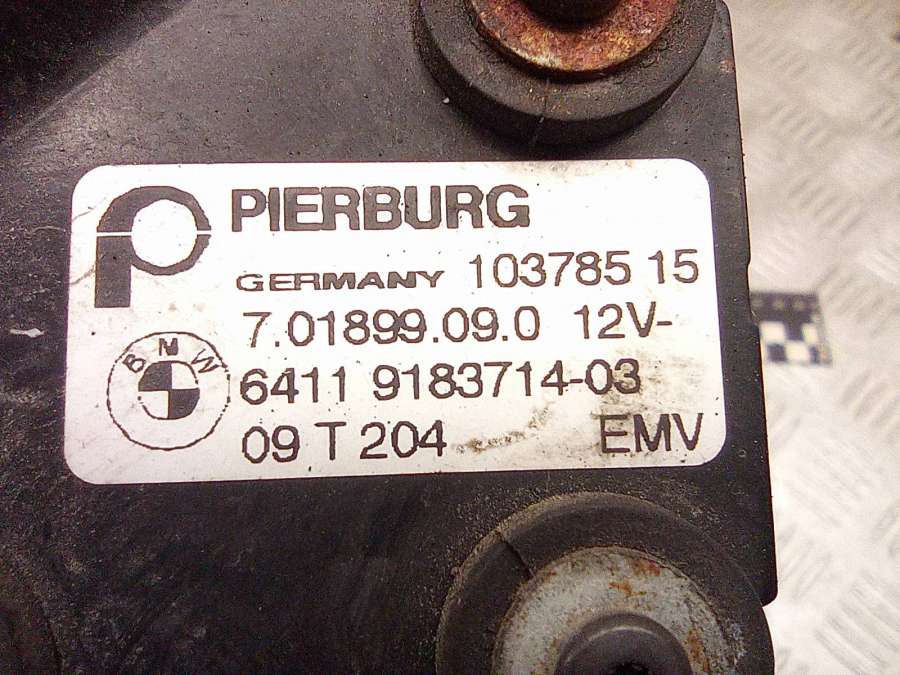 PIERBURG
GERMANY 103785 15
7.01899.09.0 12V-
BMW
6411 9183714-03
09 T 204 EMV